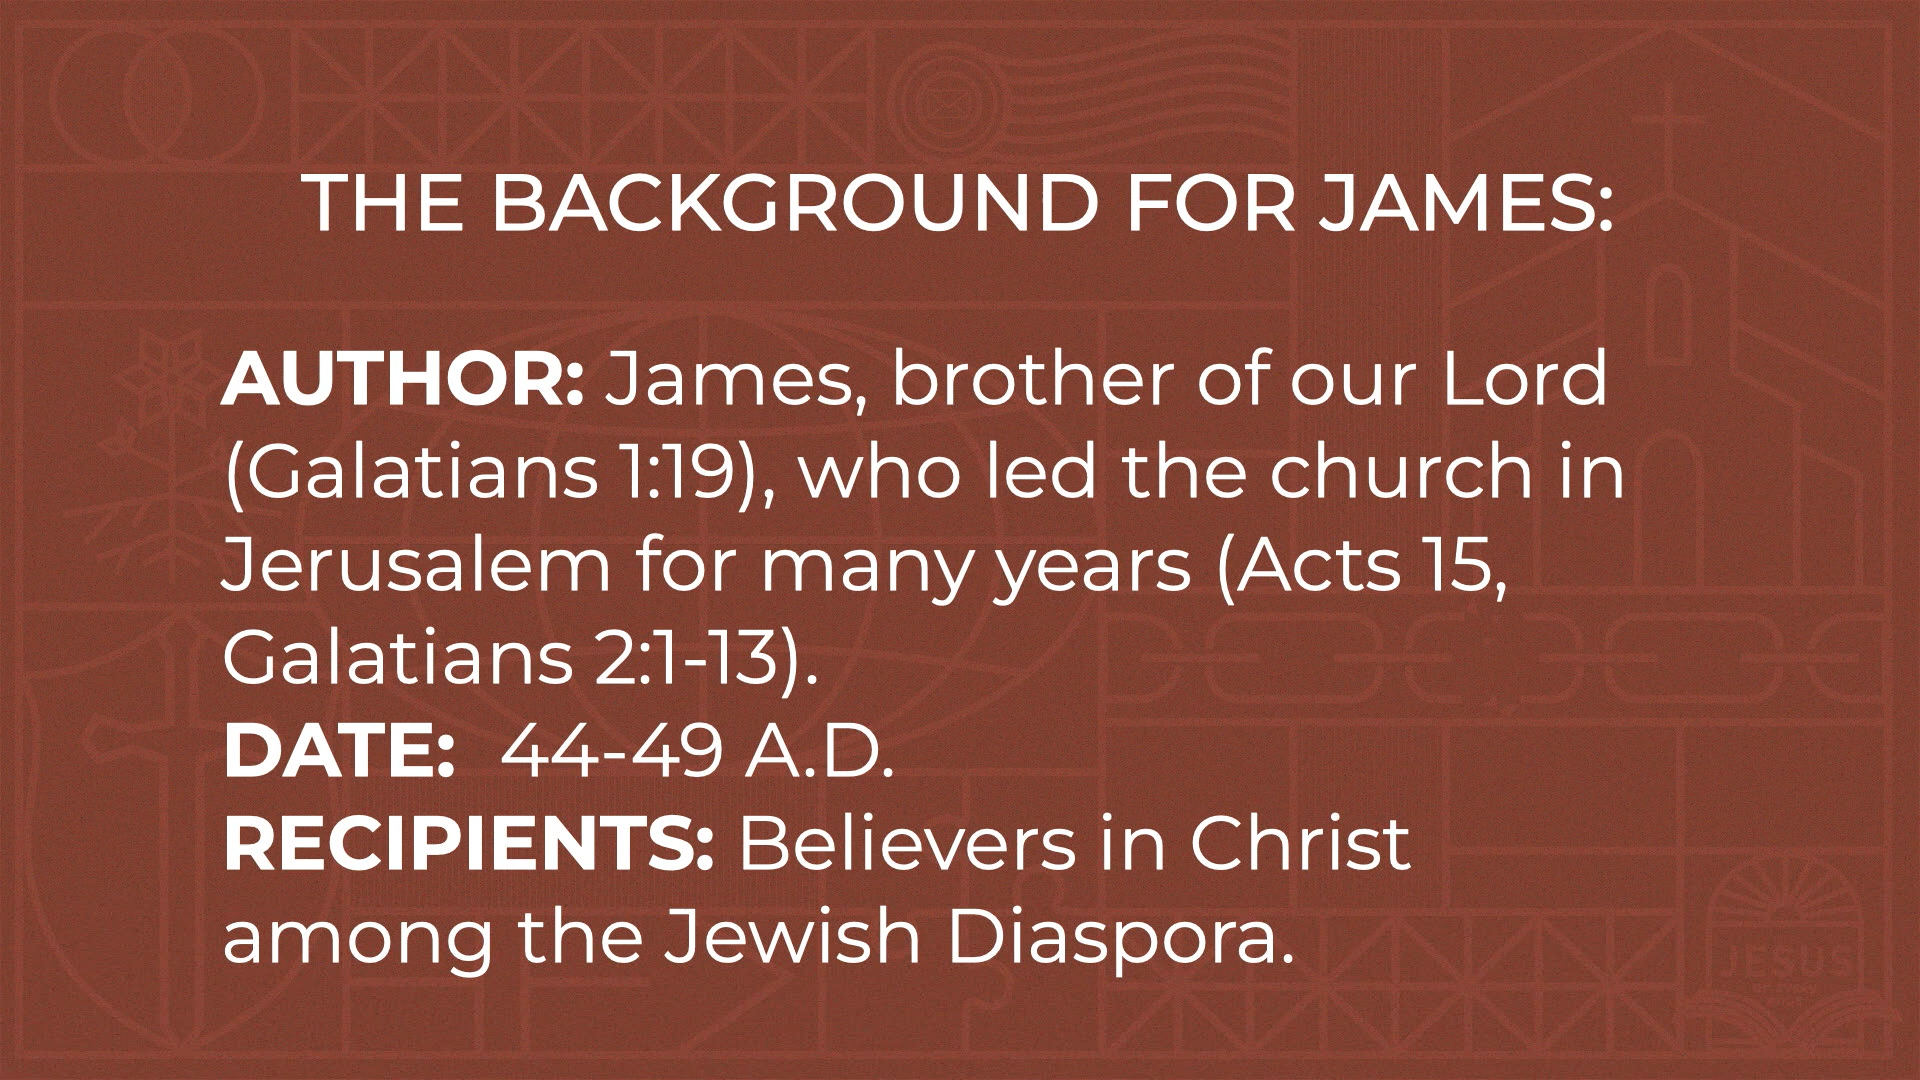 THE BACKGROUND FOR JAMES:
AUTHOR: James, brother of our Lord
(Galatians 1:19), who led the church in
Jerusalem for many years (Acts 15,
Galatians 2:1-13).
DATE: 44-49 A.D.
RECIPIENTS: Believers in Christ
among the Jewish Diaspora.
JESUS